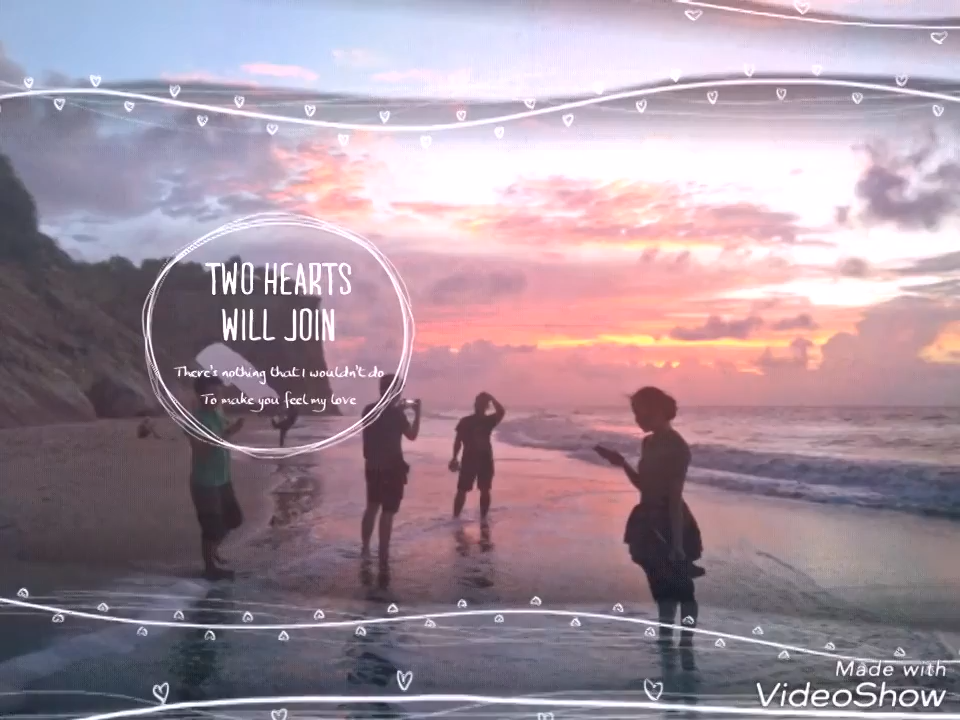 TWO HEARTS
WILL JOIN
There's nothing that I wouldn't do
To make you feel my love
Made with
VideoShow